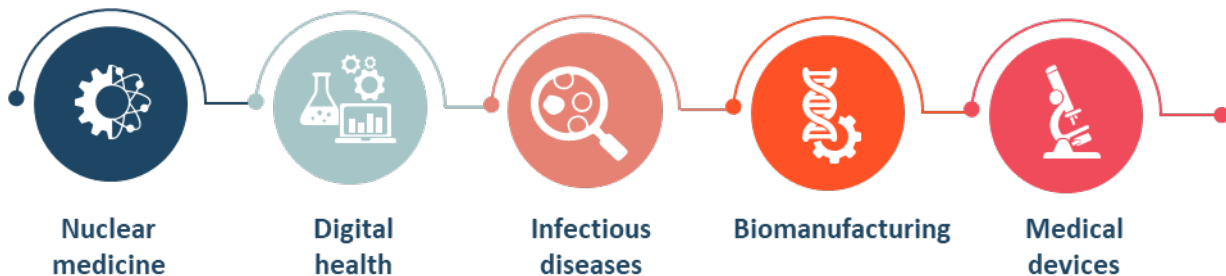 Nuclear
medicine
Digital
health
Infectious
diseases
Biomanufacturing
Medical
devices